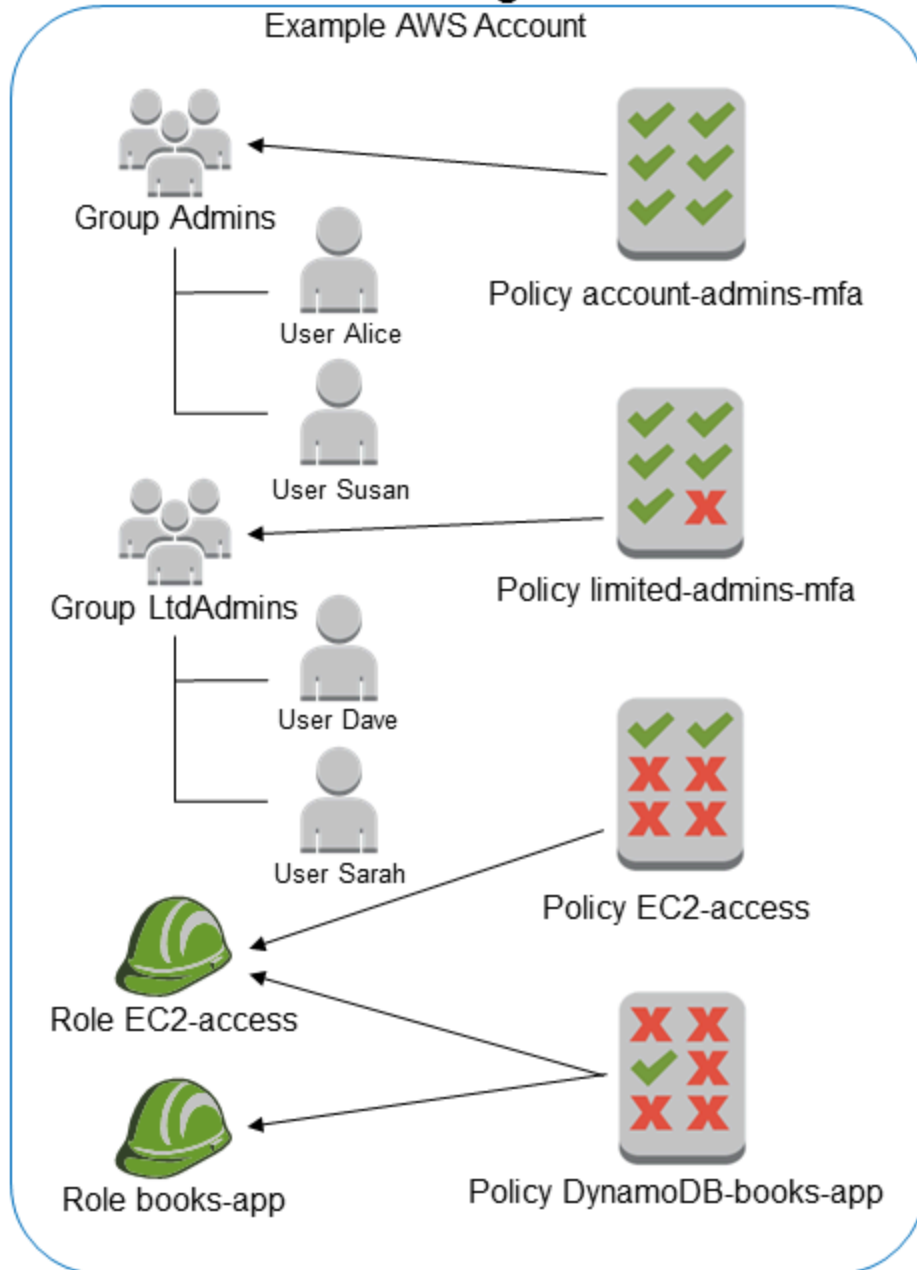 Example AWS Account
Group Admins
Policy account-admins-mfa
User Alice
User Susan
Group LtdAdmins
Policy limited-admins-mfa
User Dave
User Sarah
Policy EC2-access
Role EC2-access
Role books-app
Policy DynamoDB-books-app